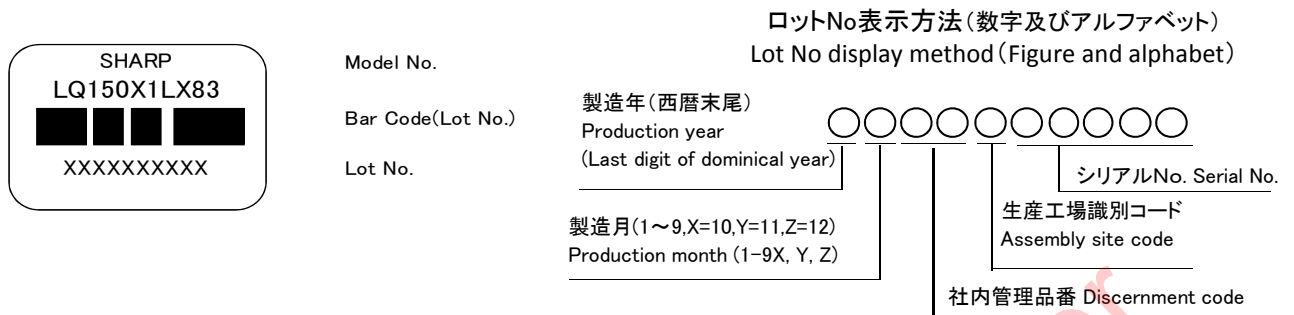 ロットNo表示方法(数字及びアルファベット)
Lot No display method(Figure and alphabet)
SHARP
LQ150X1LX83
XXXXXXXXXX
Model No.
Bar Code(Lot No.)
Lot No.
製造年(西暦末尾)
Production year
(Last digit of dominical year)
○○○○○○○○○○
シリアルNo. Serial No.
製造月(1~9,X=10,Y=11,Z=12)
Production month (1-9X, Y, Z)
生産工場識別コード
Assembly site code
社内管理品番 Discernment code